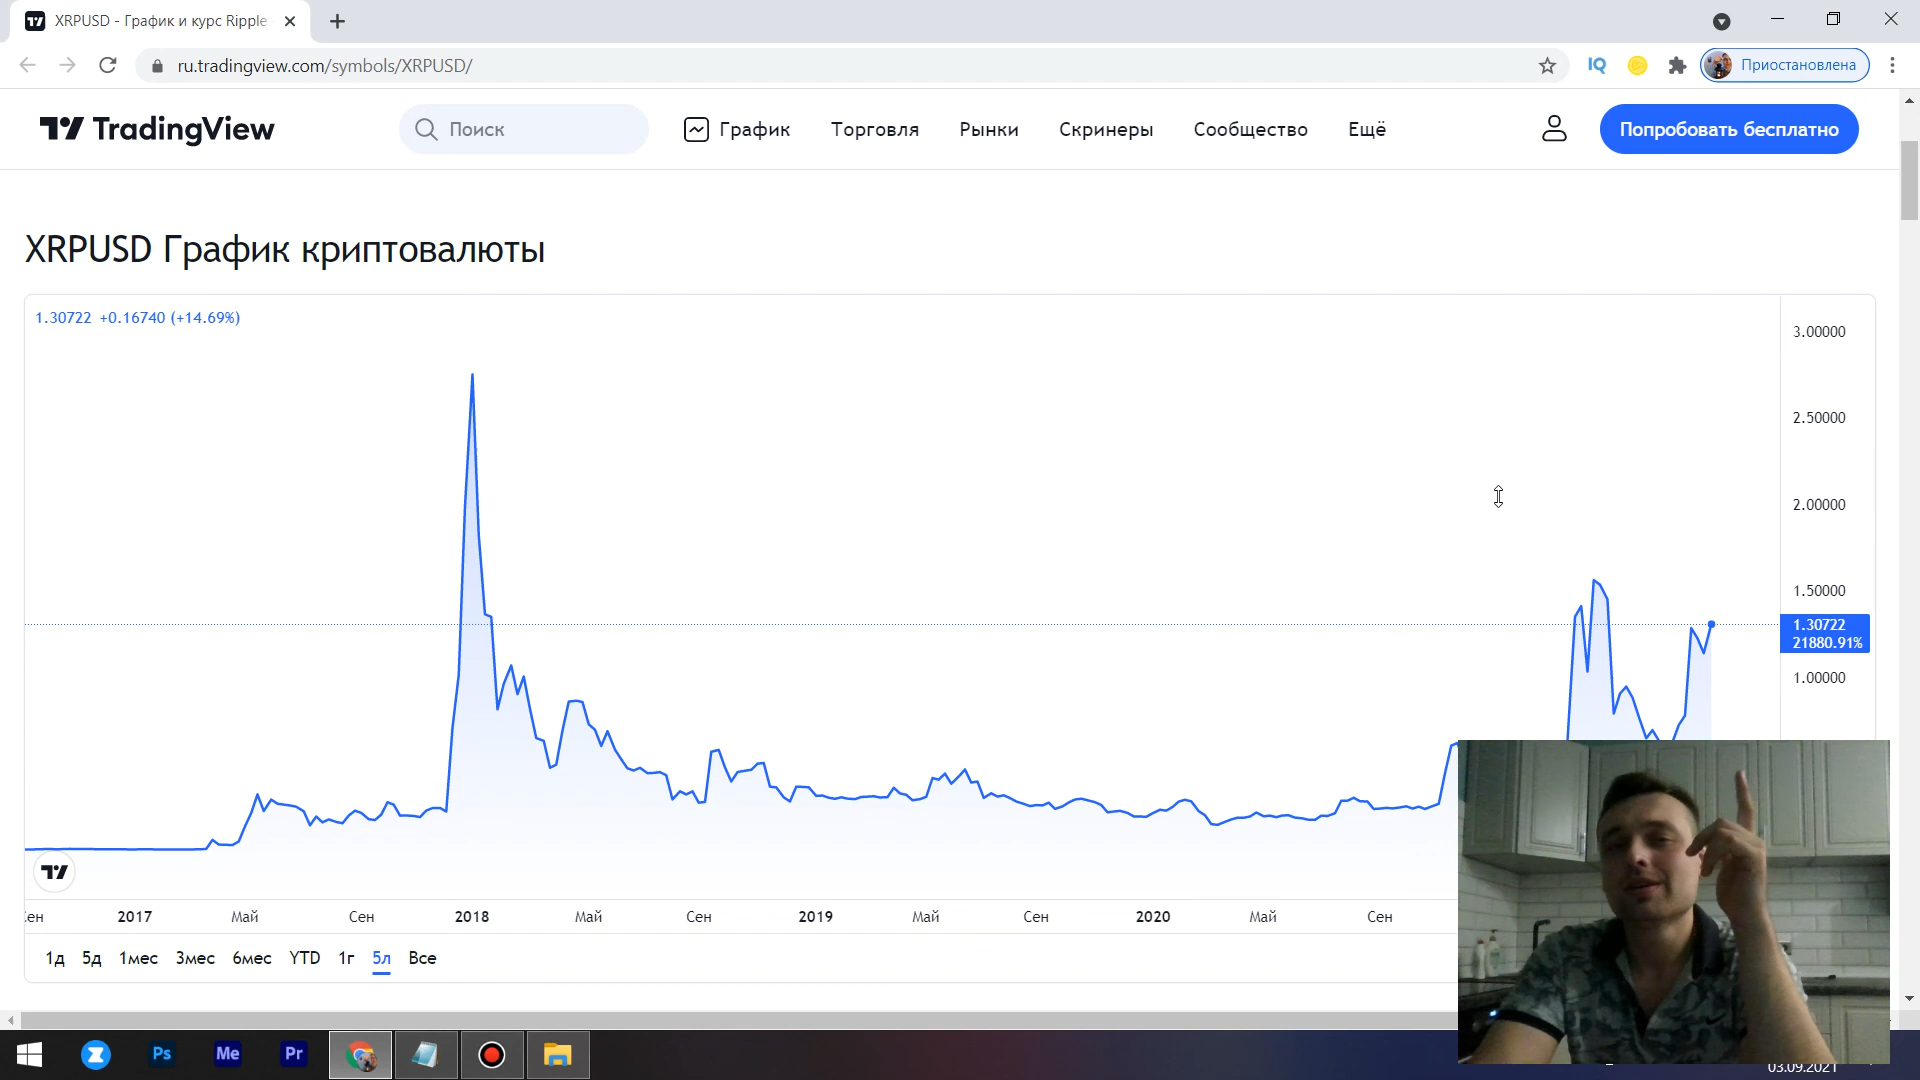 XRPUSD - График и курс Ripple
ru.tradingview.com/symbols/XRPUSD/
IQ
Приостановлена
TradingView
Поиск
График
Торговля
Рынки
Скринеры
Сообщество
Ещё
Попробовать бесплатно
XRPUSD График криптовалюты
1.30722 +0.16740 (+14.69%)
3.00000
2.50000
2.00000
1.50000
1.30722
21880.91%
1.00000
2017
Май
Сен
2018
Май
Сен
2019
Май
Сен
2020
Май
Сен
1д 5д 1мес 3мес 6мес YTD 1г 5л Все
Ps
Me
Pr
03.09.2021